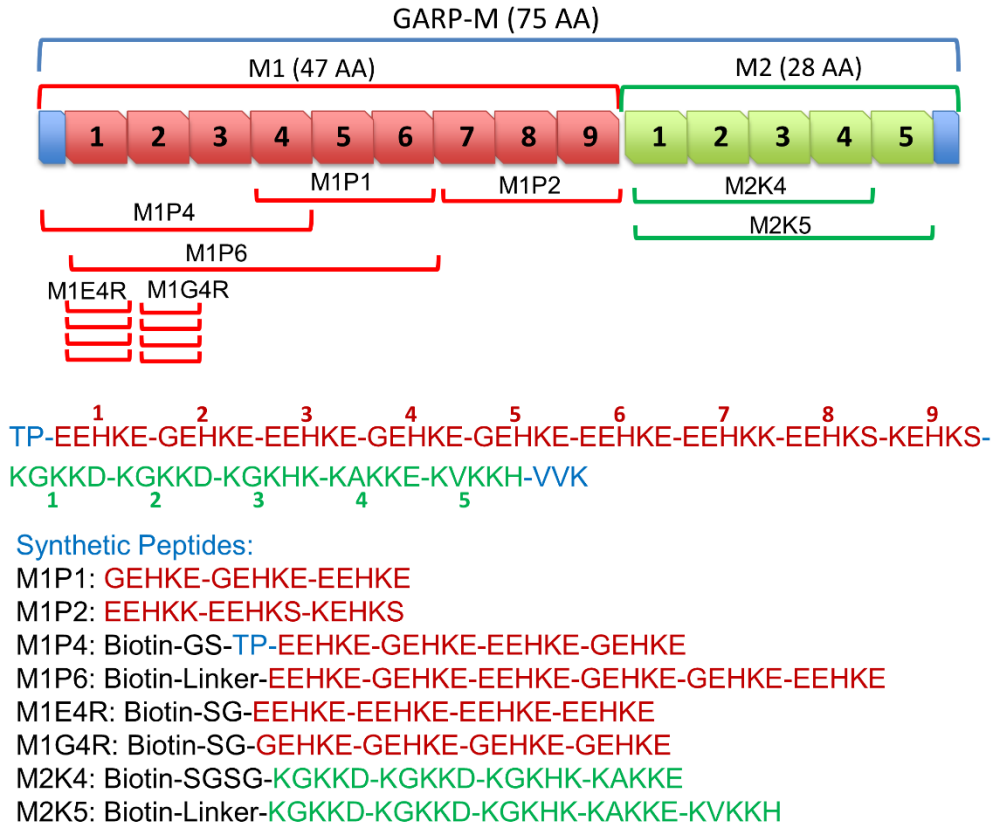 GARP-M (75 AA)
M1 (47 AA) M2 (28 AA)
1 2 3 4 5 6 7 8 9 1 2 3 4 5
M1P1 M1P2 M2K4
M1P4 M2K5
M1P6
M1E4R M1G4R
1 2 3 4 5 6 7 8 9
TP-EEHKE-GEHKE-EEHKE-GEHKE-GEHKE-EEHKE-EEHKK-EEHKS-KEHKS-
KGKKD-KGKKD-KGKHK-KAKKE-KVKKH-VVK
1 2 3 4 5
Synthetic Peptides:
M1P1: GEHKE-GEHKE-EEHKE
M1P2: EEHKK-EEHKS-KEHKS
M1P4: Biotin-GS-TP-EEHKE-GEHKE-EEHKE-GEHKE
M1P6: Biotin-Linker-EEHKE-GEHKE-EEHKE-GEHKE-GEHKE-EEHKE
M1E4R: Biotin-SG-EEHKE-EEHKE-EEHKE-EEHKE
M1G4R: Biotin-SG-GEHKE-GEHKE-GEHKE-GEHKE
M2K4: Biotin-SGSG-KGKKD-KGKKD-KGKHK-KAKKE
M2K5: Biotin-Linker-KGKKD-KGKKD-KGKHK-KAKKE-KVKKH